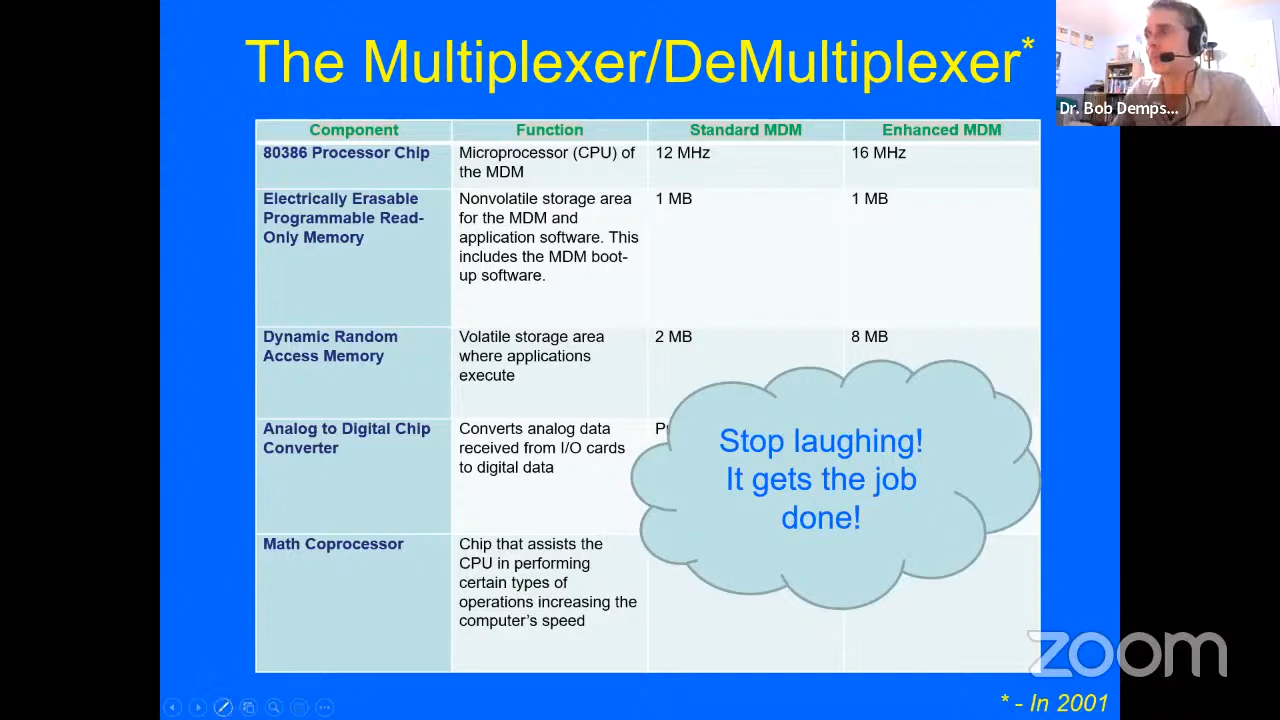 The Multiplexer/DeMultiplexer*
Dr. Bob Demps...
Component Function Standard MDM Enhanced MDM
80386 Processor Chip
Microprocessor (CPU) of
the MDM
12 MHz
16 MHz
Electrically Erasable
Programmable Read-
Only Memory
Nonvolatile storage area
for the MDM and
application software. This
includes the MDM boot-
up software.
1 MB
1 MB
Dynamic Random
Access Memory
Volatile storage area
where applications
execute
2 MB
8 MB
Analog to Digital Chip
Converter
Converts analog data
received from I/O cards
to digital data
Stop laughing!
It gets the job
done!
Math Coprocessor
Chip that assists the
CPU in performing
certain types of
operations increasing the
computer's speed
zoom
* - In 2001